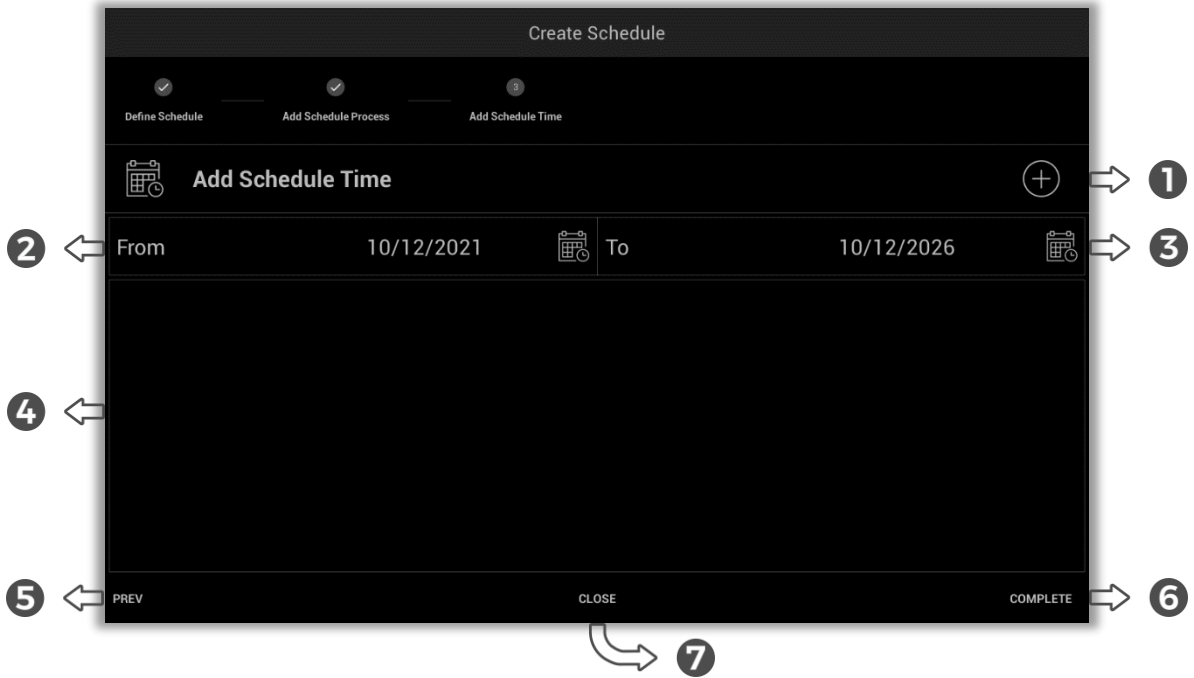 Create Schedule
3
Define Schedule Add Schedule Process Add Schedule Time
Add Schedule Time 1
2 From 10/12/2021 To 10/12/2026 3
4
5 PREV CLOSE COMPLETE 6
7